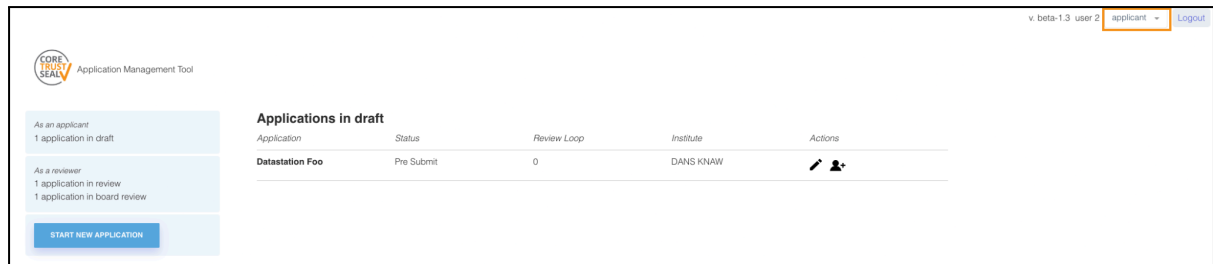 v. beta-1.3 user 2 applicant Logout
CORE
TRUST
SEAL
Application Management Tool
As an applicant
1 application in draft
As a reviewer
1 application in review
1 application in board review
START NEW APPLICATION
Applications in draft
Application Status Review Loop Institute Actions
Datastation Foo Pre Submit 0 DANS KNAW